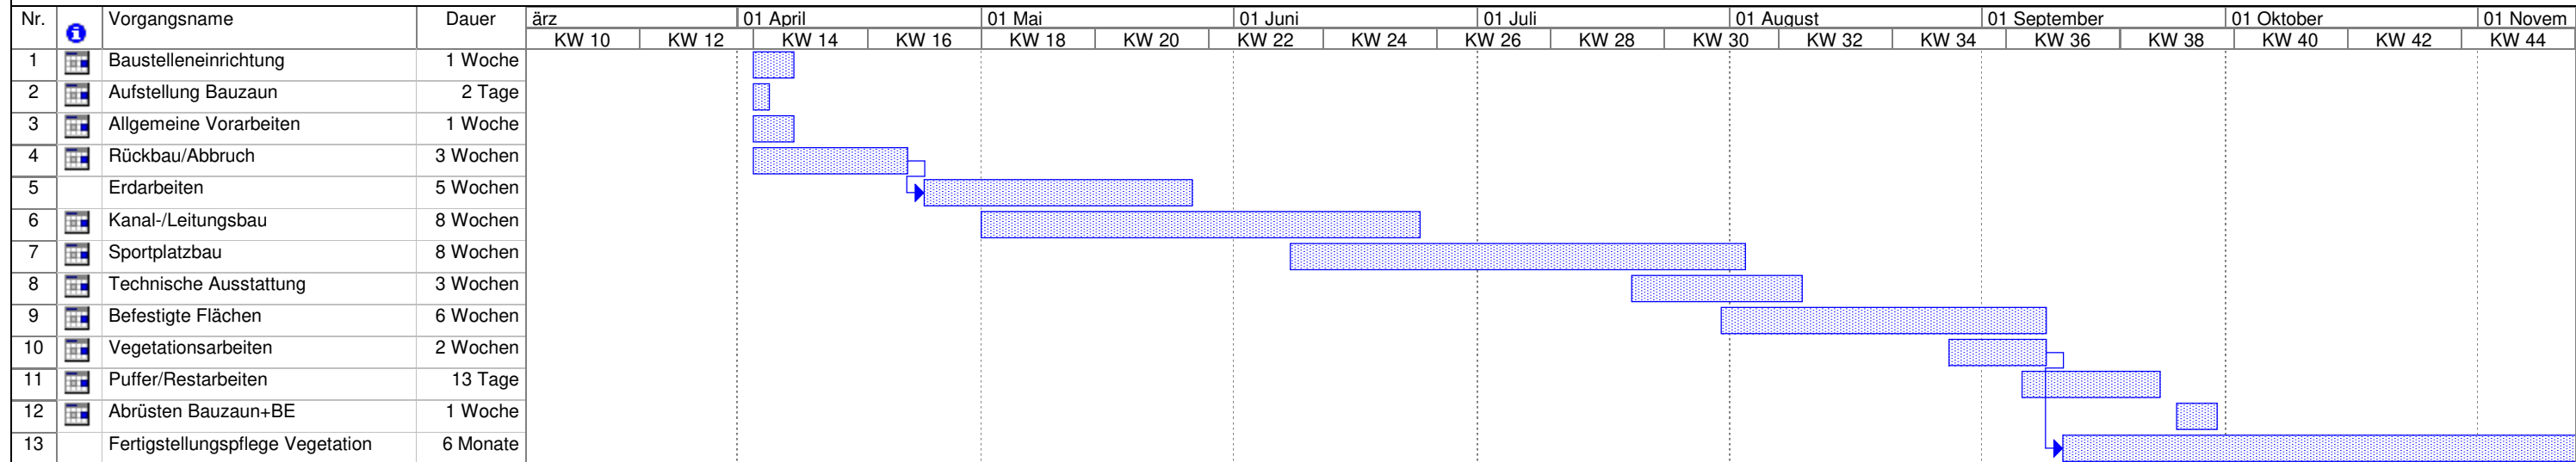 Nr. Vorgangsname Dauer ärz 01 April 01 Mai 01 Juni 01 Juli 01 August 01 September 01 Oktober 01 Novem
KW 10 KW 12 KW 14 KW 16 KW 18 KW 20 KW 22 KW 24 KW 26 KW 28 KW 30 KW 32 KW 34 KW 36 KW 38 KW 40 KW 42 KW 44
1 Baustelleneinrichtung 1 Woche
2 Aufstellung Bauzaun 2 Tage
3 Allgemeine Vorarbeiten 1 Woche
4 Rückbau/Abbruch 3 Wochen
5 Erdarbeiten 5 Wochen
6 Kanal-/Leitungsbau 8 Wochen
7 Sportplatzbau 8 Wochen
8 Technische Ausstattung 3 Wochen
9 Befestigte Flächen 6 Wochen
10 Vegetationsarbeiten 2 Wochen
11 Puffer/Restarbeiten 13 Tage
12 Abrüsten Bauzaun+BE 1 Woche
13 Fertigstellungspflege Vegetation 6 Monate